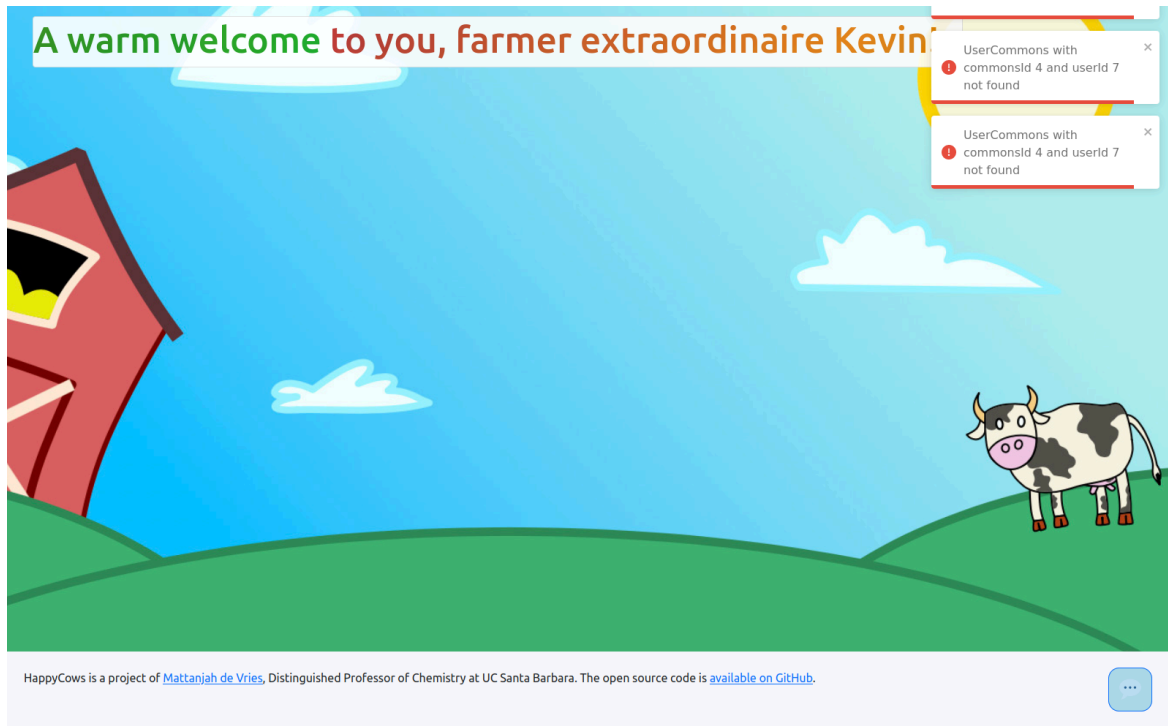 A warm welcome to you, farmer extraordinaire Kevin!
UserCommons with
commonsId 4 and userId 7
not found
UserCommons with
commonsId 4 and userId 7
not found
HappyCows is a project of Mattanjah de Vries, Distinguished Professor of Chemistry at UC Santa Barbara. The open source code is available on GitHub.